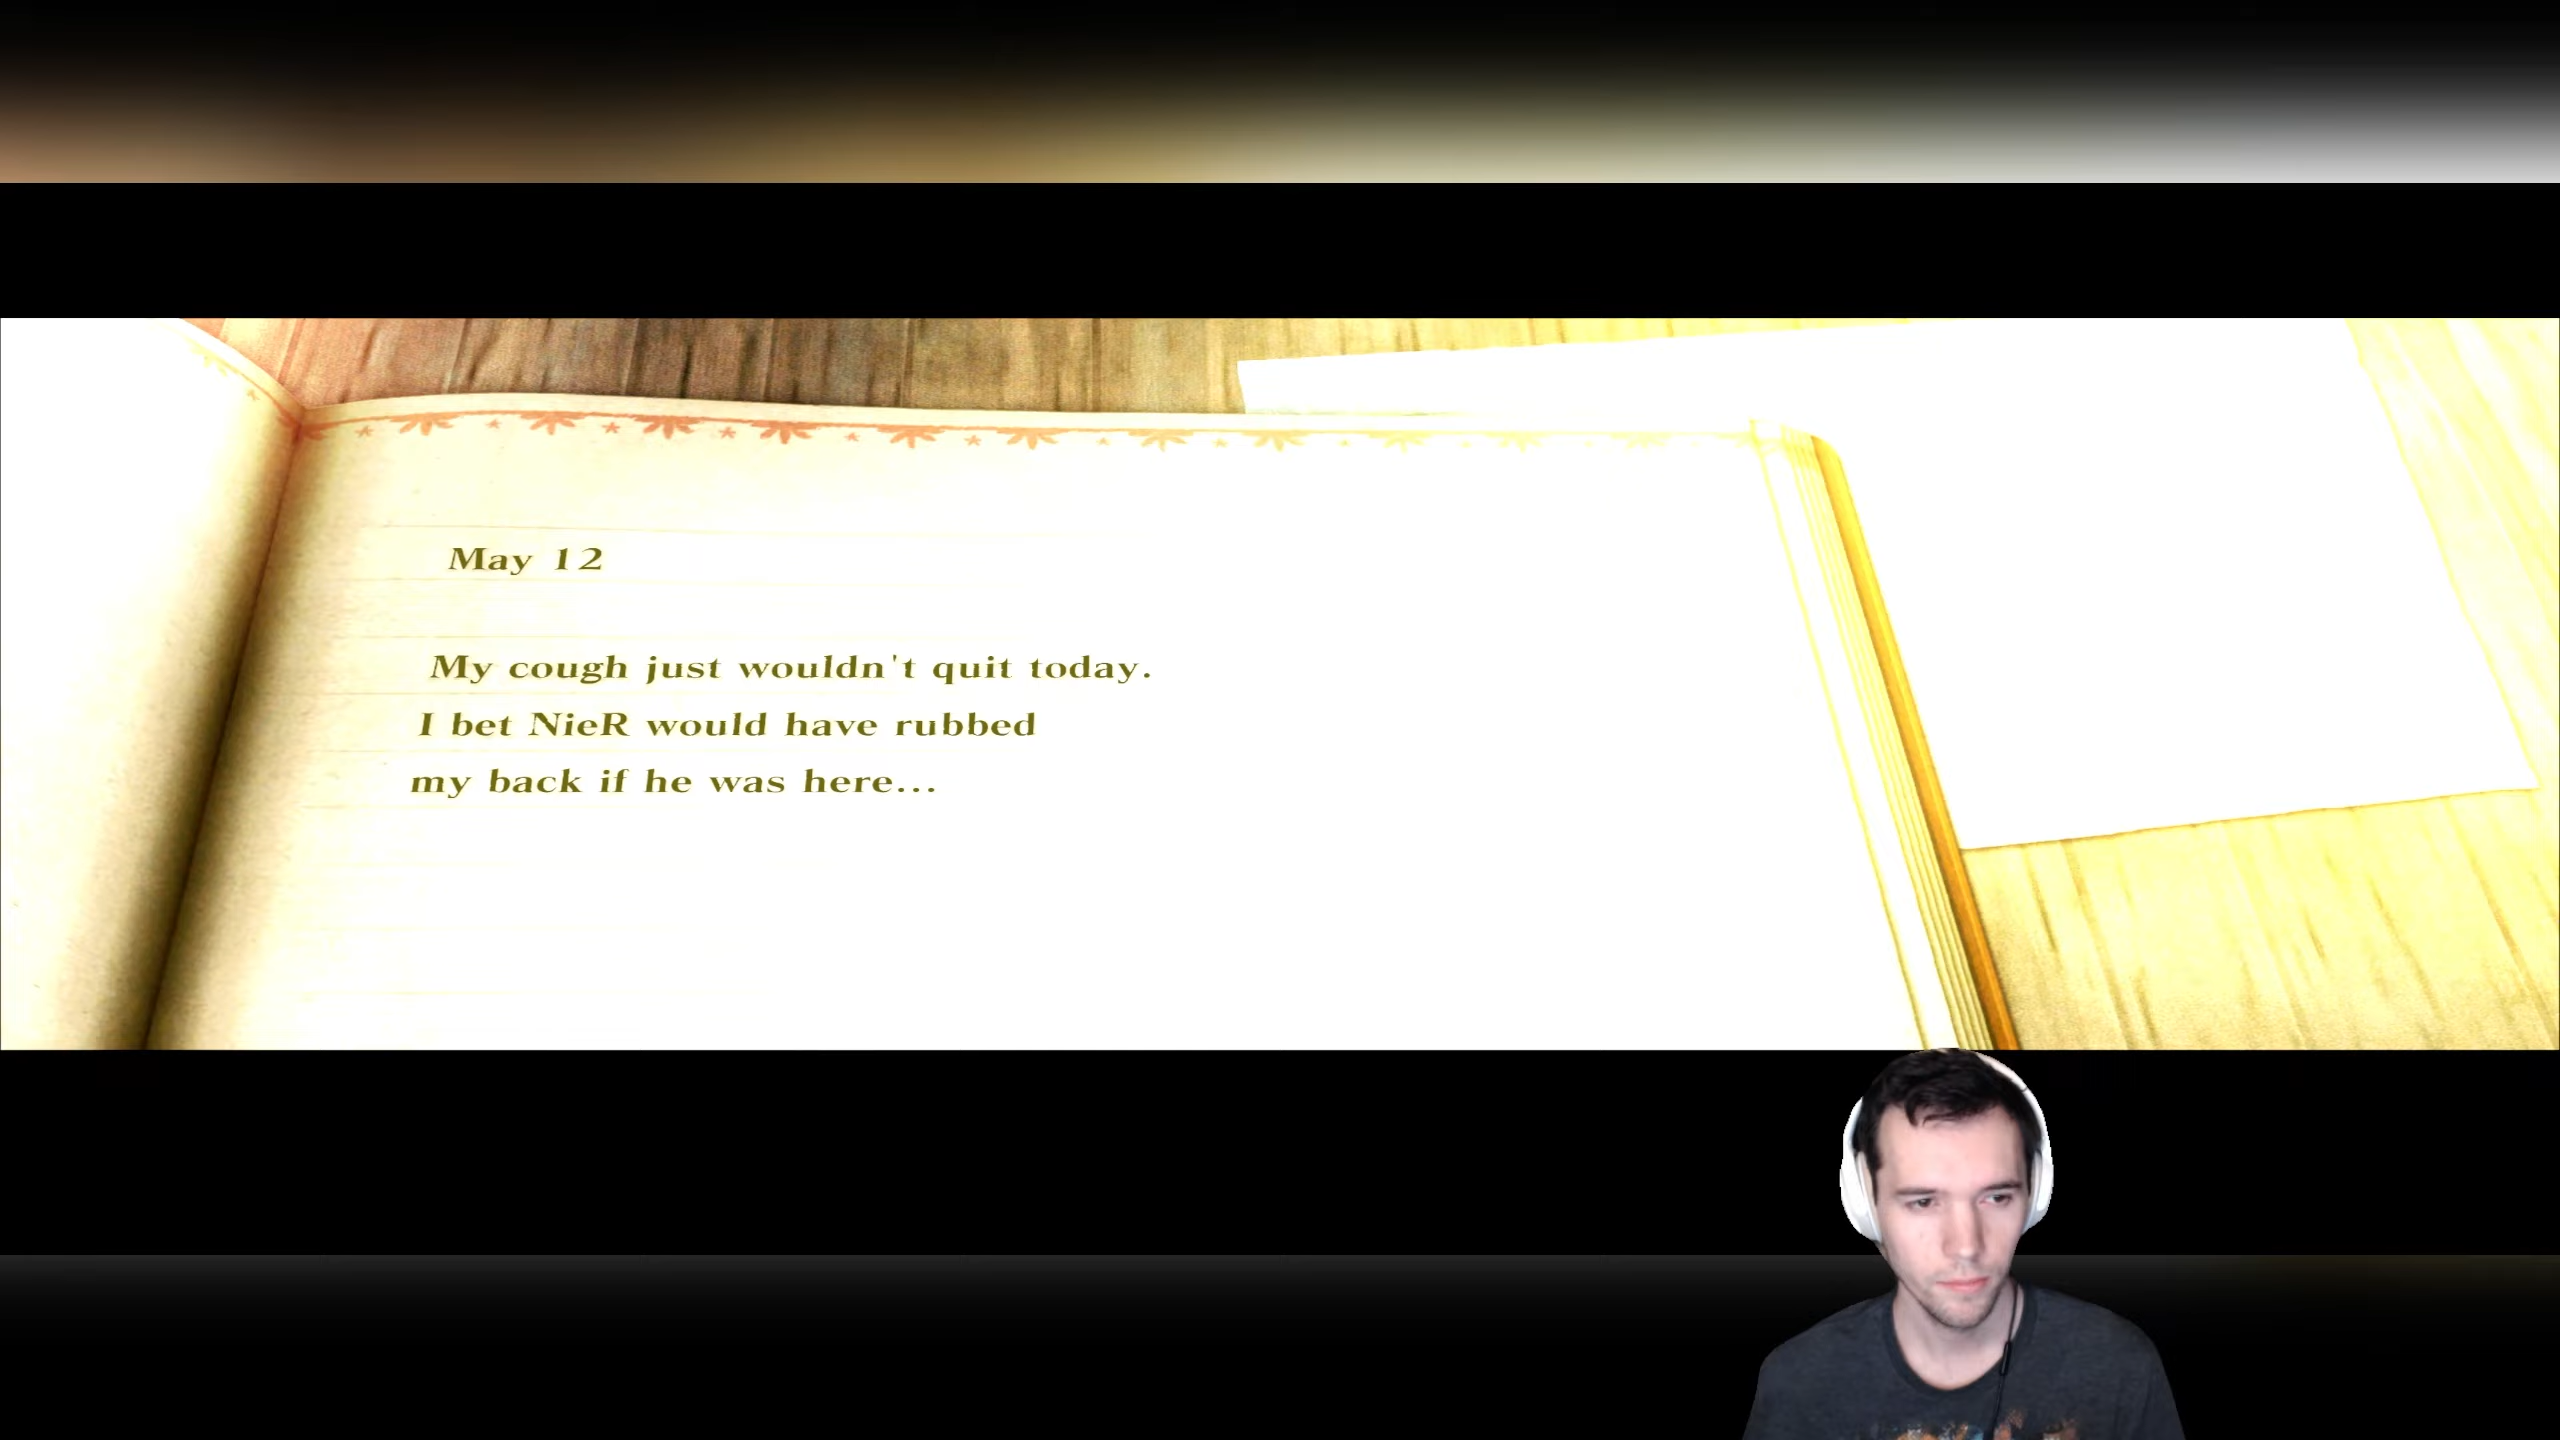 May 12
My cough just wouldn't quit today.
I bet NieR would have rubbed
my back if he was here...